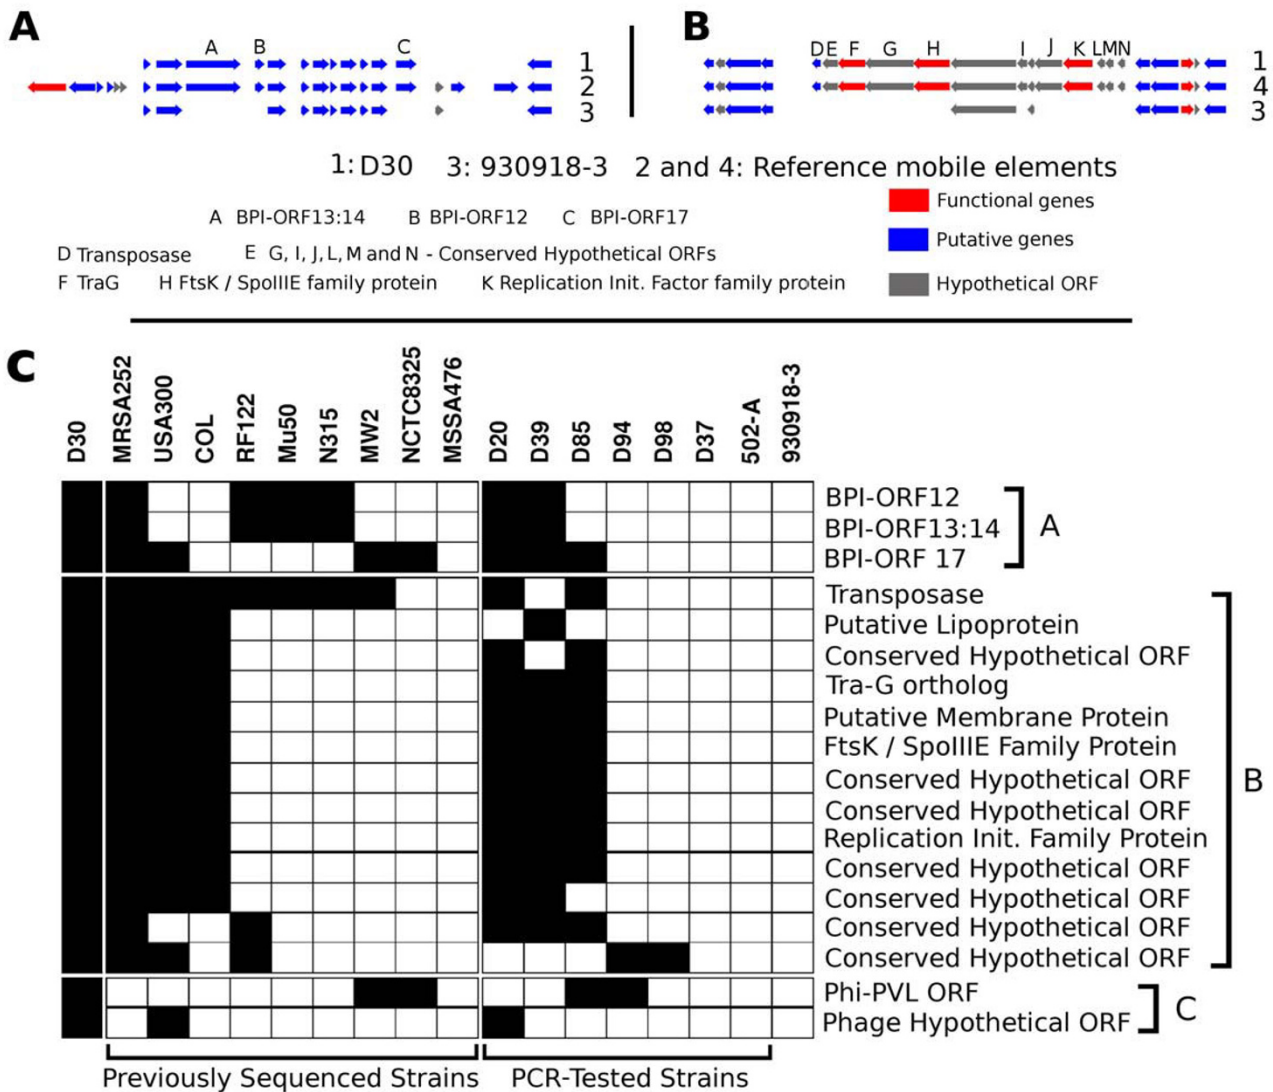 A
B
A B C
D E F G H I J K L M N
1
2
3
1
4
3
1: D30 3: 930918-3 2 and 4: Reference mobile elements
A BPI-ORF13:14 B BPI-ORF12 C BPI-ORF17
D Transposase E G, I, J, L, M and N - Conserved Hypothetical ORFs
F TraG H FtsK / SpoIIIE family protein K Replication Init. Factor family protein
Functional genes
Putative genes
Hypothetical ORF
C
D30 MRSA252 USA300 COL RF122 Mu50 N315 MW2 NCTC8325 MSSA476 D20 D39 D85 D94 D98 D37 502-A 930918-3
BPI-ORF12
BPI-ORF13:14
BPI-ORF 17
A
Transposase
Putative Lipoprotein
Conserved Hypothetical ORF
Tra-G ortholog
Putative Membrane Protein
FtsK / SpoIIIE Family Protein
Conserved Hypothetical ORF
Conserved Hypothetical ORF
Replication Init. Family Protein
Conserved Hypothetical ORF
Conserved Hypothetical ORF
Conserved Hypothetical ORF
Conserved Hypothetical ORF
B
Phi-PVL ORF
Phage Hypothetical ORF
C
Previously Sequenced Strains PCR-Tested Strains